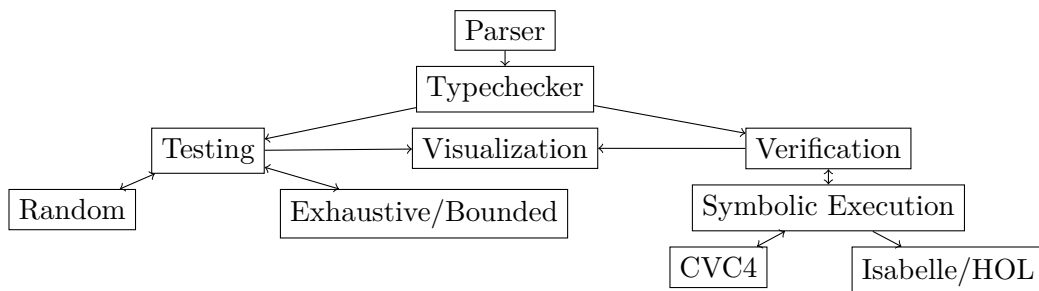 Parser
Typechecker
Testing
Visualization
Verification
Random
Exhaustive/Bounded
Symbolic Execution
CVC4
Isabelle/HOL